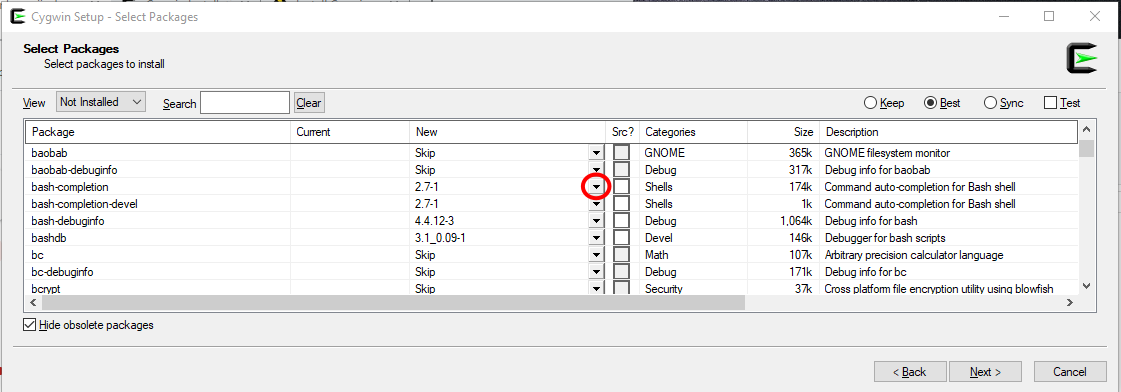 Cygwin Setup - Select Packages
Select Packages
Select packages to install
View Not Installed Search Clear Keep Best Sync Test
Package Current New Src? Categories Size Description
baobab Skip GNOME 365k GNOME filesystem monitor
baobab-debuginfo Skip Debug 317k Debug info for baobab
bash-completion 2.7-1 Shells 174k Command auto-completion for Bash shell
bash-completion-devel 2.7-1 Shells 1k Command auto-completion for Bash shell
bash-debuginfo 4.4.12-3 Debug 1,064k Debug info for bash
bashdb 3.1_0.09-1 Devel 146k Debugger for bash scripts
bc Skip Math 107k Arbitrary precision calculator language
bc-debuginfo Skip Debug 171k Debug info for bc
bcrypt Skip Security 37k Cross platform file encryption utility using blowfish
Hide obsolete packages
< Back Next > Cancel